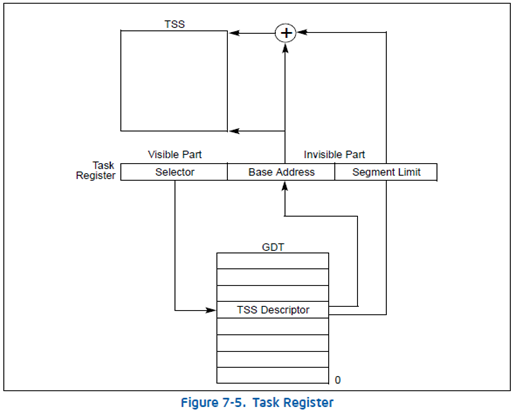 TSS
+
Visible Part
Invisible Part
Task
Register
Selector
Base Address
Segment Limit
GDT
TSS Descriptor
0
Figure 7-5. Task Register